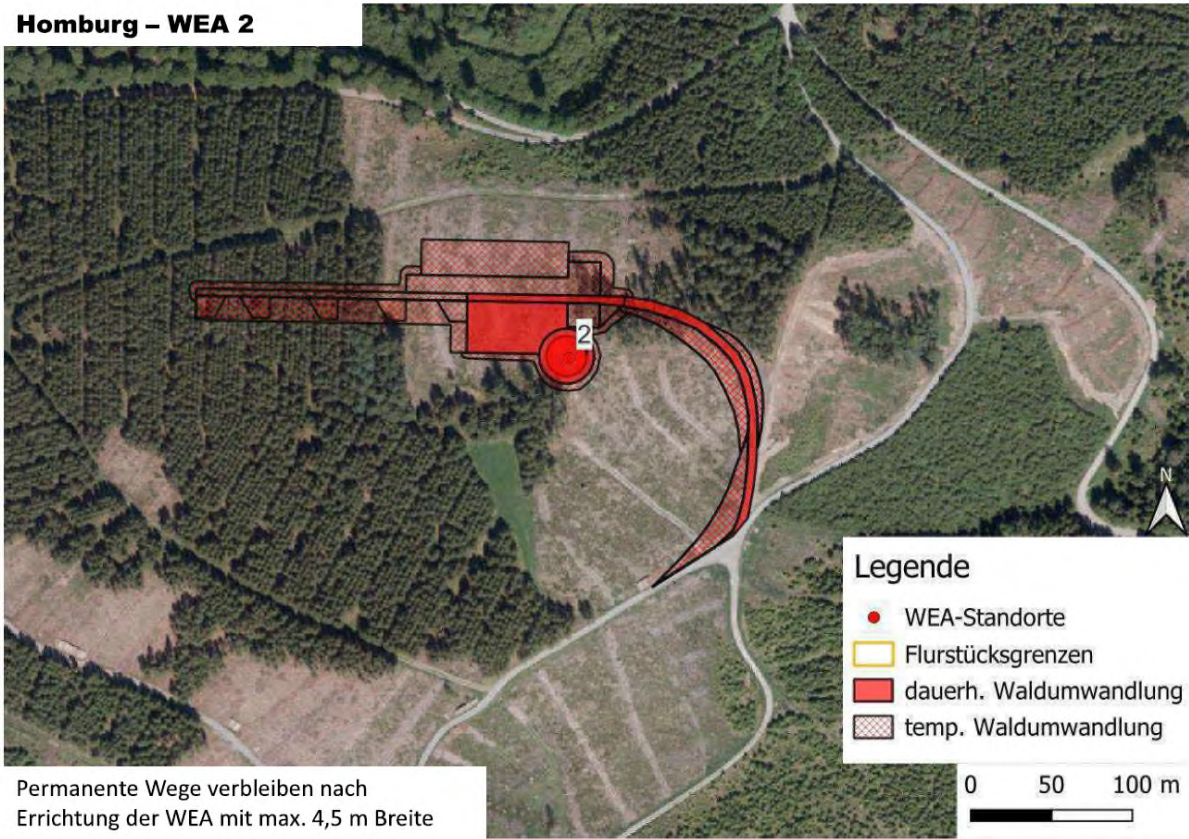 Homburg – WEA 2
2
N
Legende
WEA-Standorte
Flurstücksgrenzen
dauerh. Waldumwandlung
temp. Waldumwandlung
0 50 100 m
Permanente Wege verbleiben nach
Errichtung der WEA mit max. 4,5 m Breite